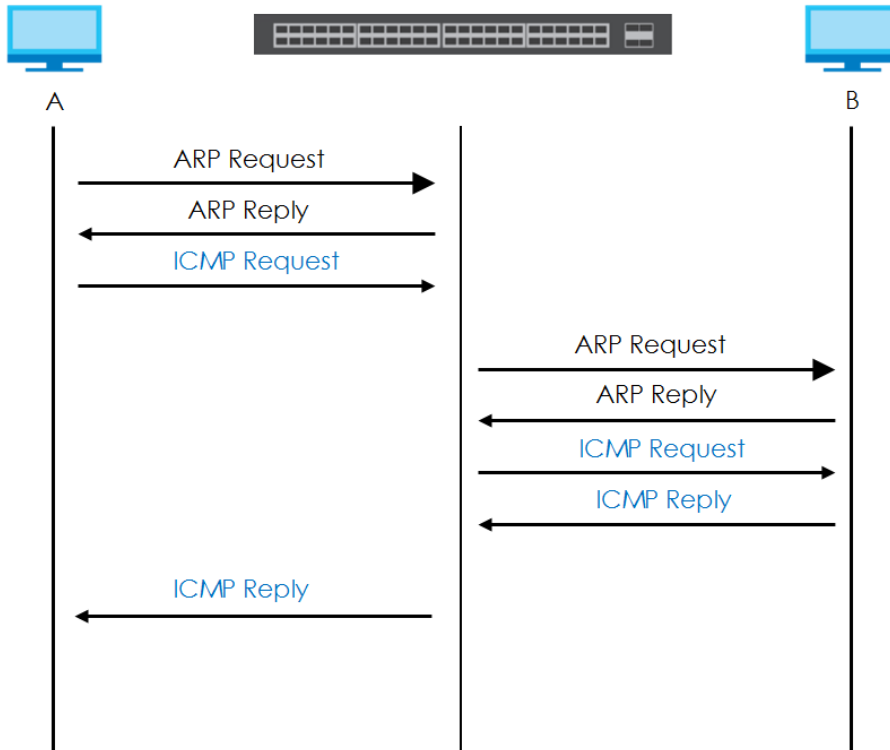 A
B
ARP Request
ARP Reply
ICMP Request
ARP Request
ARP Reply
ICMP Request
ICMP Reply
ICMP Reply